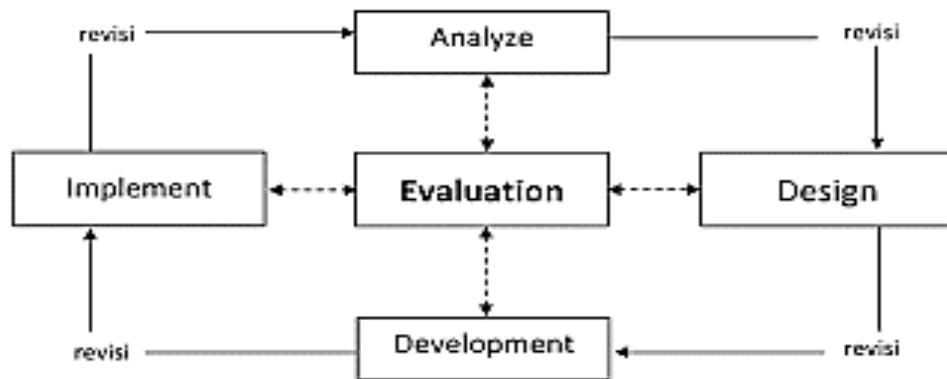 revisi
Analyze
revisi
Implement
Evaluation
Design
revisi
Development
revisi